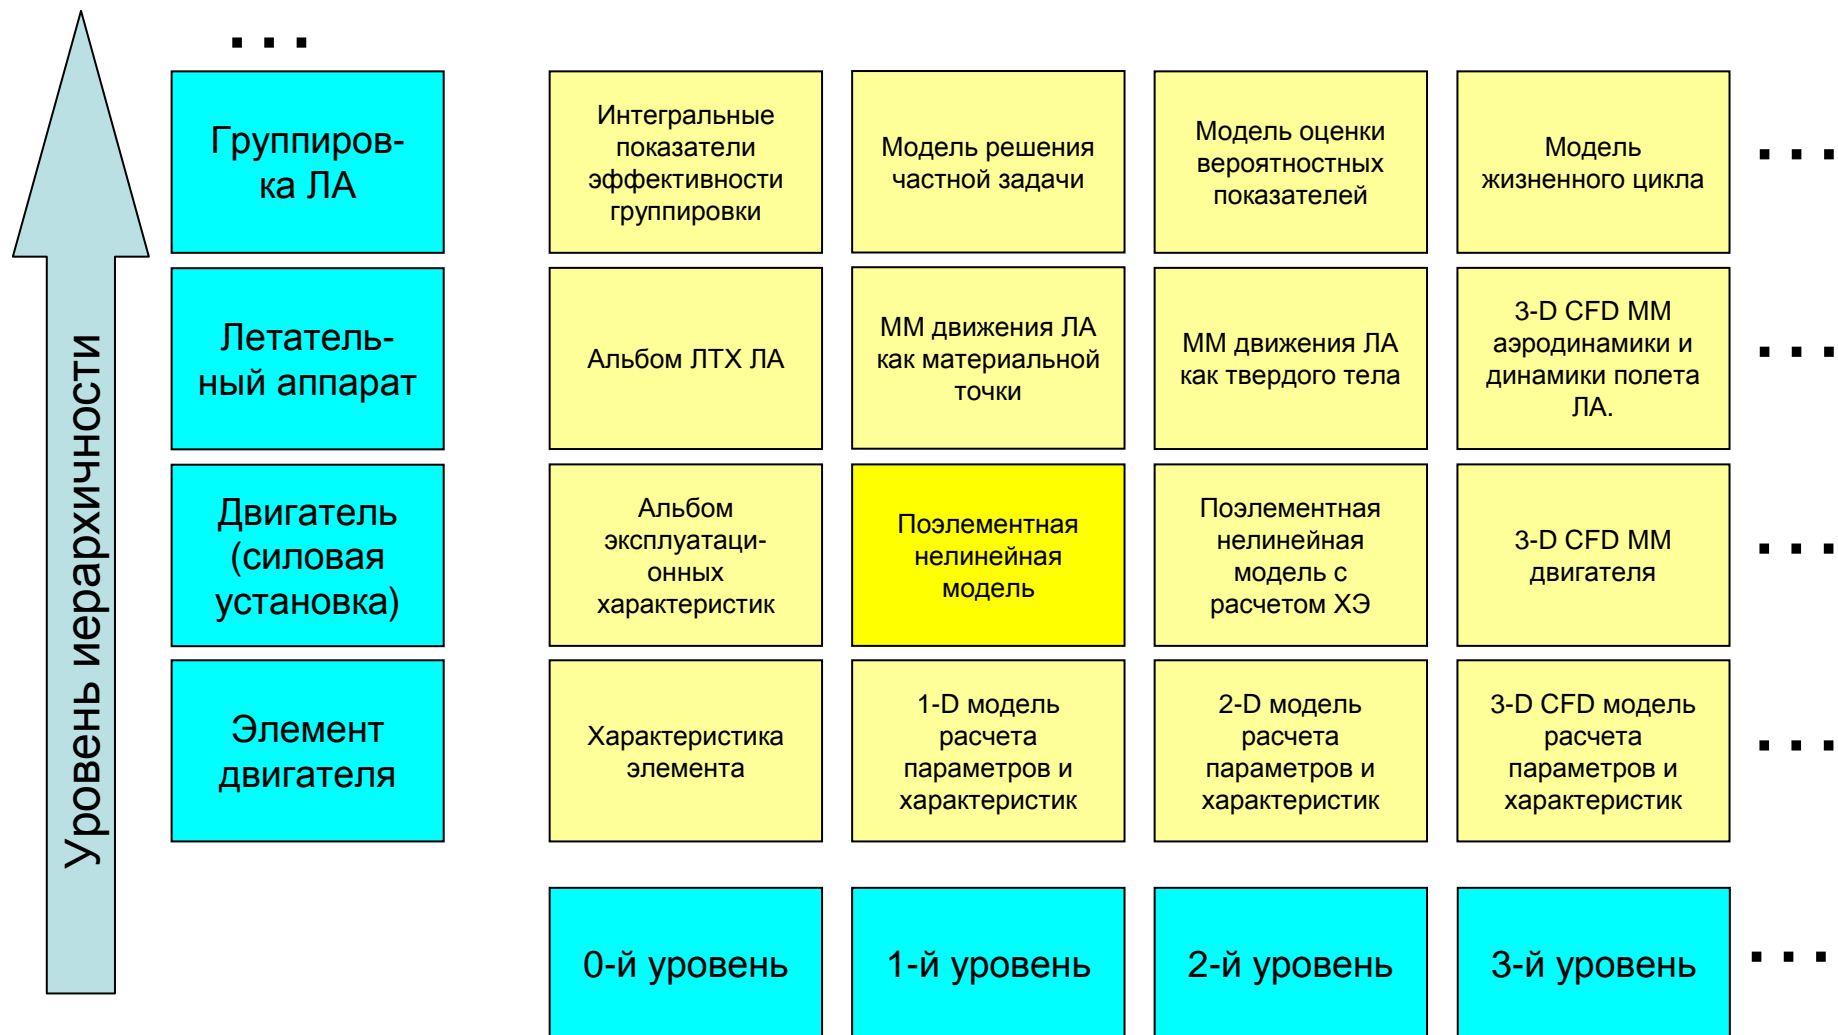 . . .
Группиров-
ка ЛА
Интегральные
показатели
эффективности
группировки
Модель решения
частной задачи
Модель оценки
вероятностных
показателей
Модель
жизненного цикла
. . .
Летатель-
ный аппарат
Альбом ЛТХ ЛА
ММ движения ЛА
как материальной
точки
ММ движения ЛА
как твердого тела
3-D CFD ММ
аэродинамики и
динамики полета
ЛА.
. . .
Двигатель
(силовая
установка)
Альбом
эксплуатаци-
онных
характеристик
Поэлементная
нелинейная
модель
Поэлементная
нелинейная
модель с
расчетом ХЭ
3-D CFD ММ
двигателя
. . .
Элемент
двигателя
Характеристика
элемента
1-D модель
расчета
параметров и
характеристик
2-D модель
расчета
параметров и
характеристик
3-D CFD модель
расчета
параметров и
характеристик
. . .
Уровень иерархичности
0-й уровень
1-й уровень
2-й уровень
3-й уровень
. . .